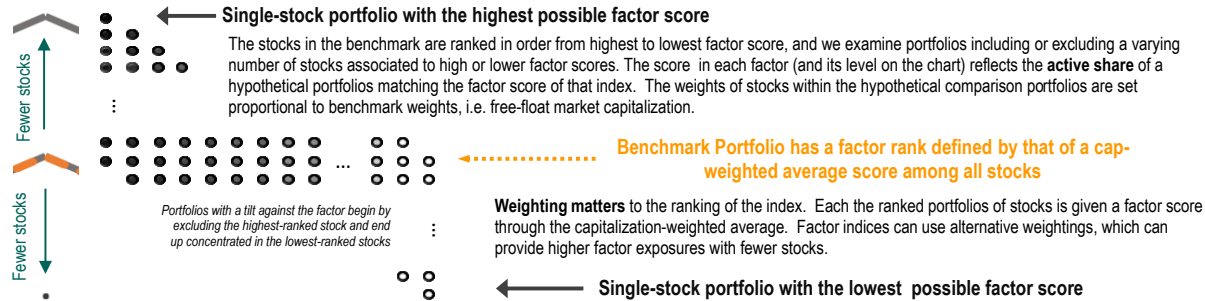 Single-stock portfolio with the highest possible factor score
The stocks in the benchmark are ranked in order from highest to lowest factor score, and we examine portfolios including or excluding a varying
number of stocks associated to high or lower factor scores. The score in each factor (and its level on the chart) reflects the active share of a
hypothetical portfolios matching the factor score of that index. The weights of stocks within the hypothetical comparison portfolios are set
proportional to benchmark weights, i.e. free-float market capitalization.
Fewer stocks
...
...
Benchmark Portfolio has a factor rank defined by that of a cap-
weighted average score among all stocks
Fewer stocks
Portfolios with a tilt against the factor begin by
excluding the highest-ranked stock and end
up concentrated in the lowest-ranked stocks
...
Weighting matters to the ranking of the index. Each the ranked portfolios of stocks is given a factor score
through the capitalization-weighted average. Factor indices can use alternative weightings, which can
provide higher factor exposures with fewer stocks.
Single-stock portfolio with the lowest possible factor score